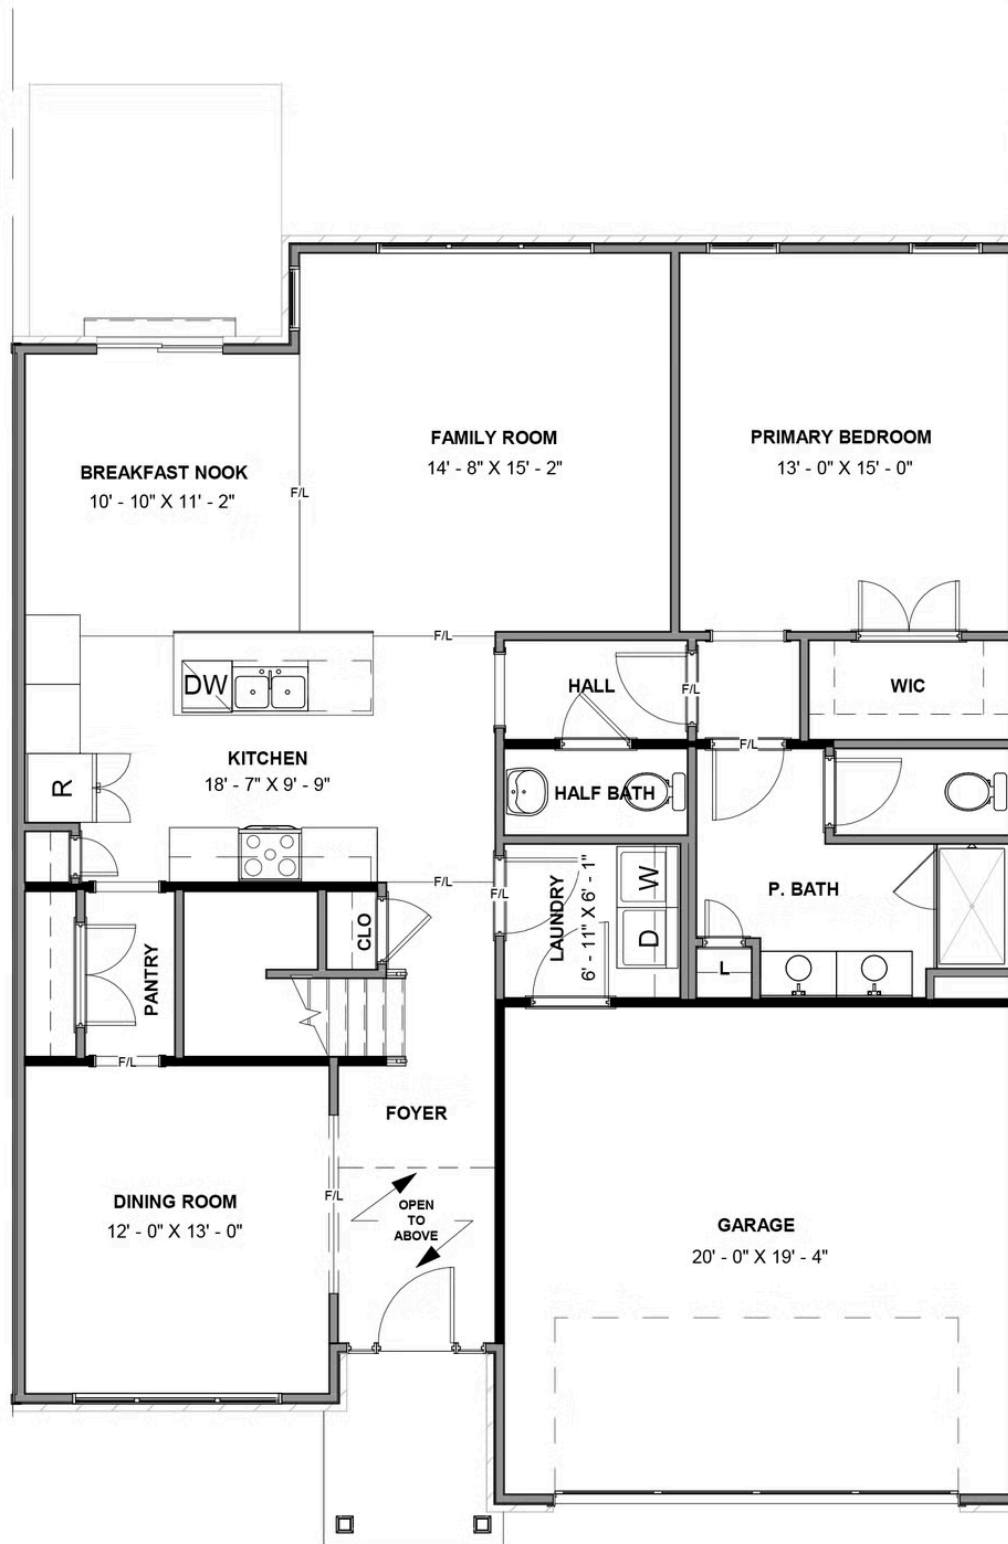 FAMILY ROOM
14' - 8" X 15' - 2"
PRIMARY BEDROOM
13' - 0" X 15' - 0"
BREAKFAST NOOK
10' - 10" X 11' - 2"
F/L
F/L
DW
HALL
F/L
WIC
F/L
KITCHEN
18' - 7" X 9' - 9"
R
HALF BATH
F/L
F/L
LAUNDRY
6' - 11" X 6' - 1"
W
D
P. BATH
CLO
PANTRY
L
F/L
FOYER
DINING ROOM
12' - 0" X 13' - 0"
F/L
OPEN
TO
ABOVE
GARAGE
20' - 0" X 19' - 4"